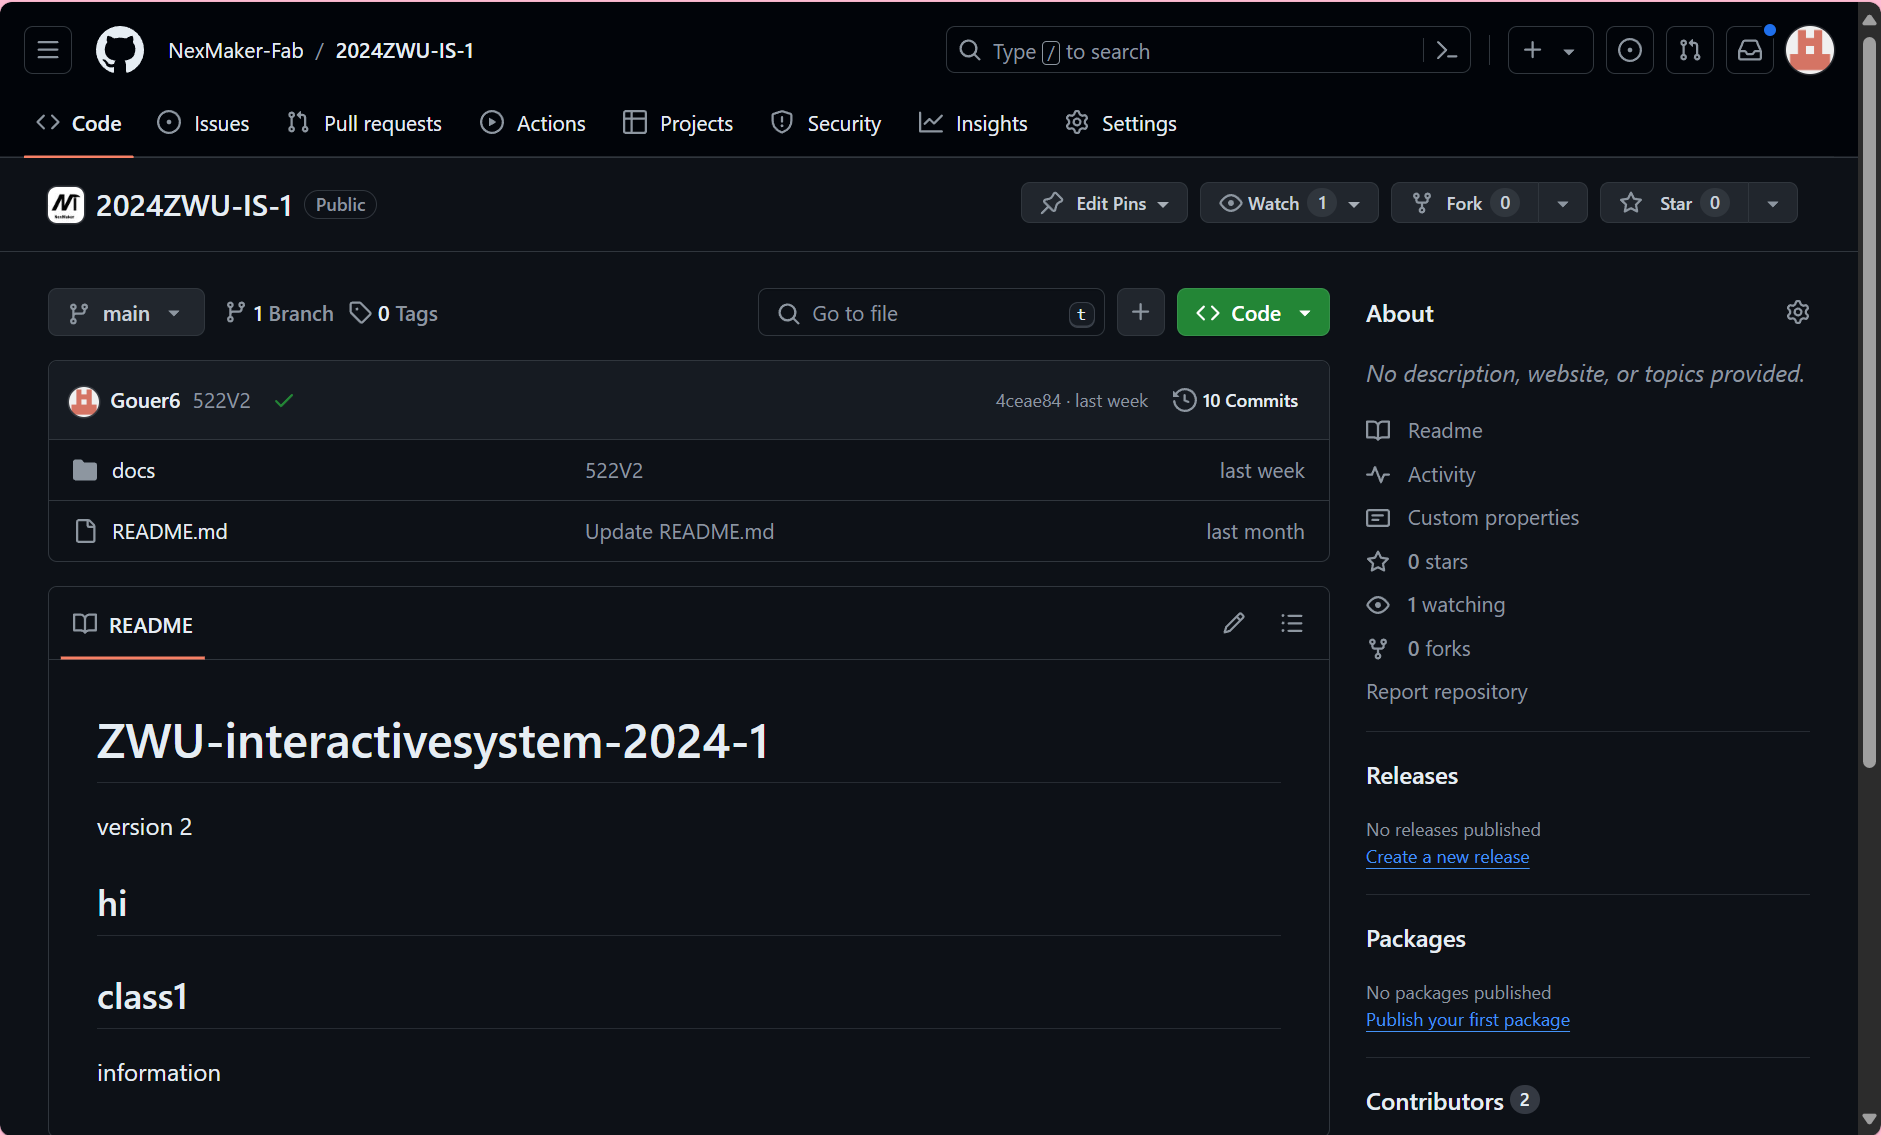 NexMaker-Fab / 2024ZWU-IS-1
Type / to search
Code Issues Pull requests Actions Projects Security Insights Settings
2024ZWU-IS-1 Public
Edit Pins Watch 1 Fork 0 Star 0
main 1 Branch 0 Tags
Go to file t
Code
Gouer6 522V2
4ceae84 · last week 10 Commits
docs 522V2 last week
README.md Update README.md last month
README
ZWU-interactivesystem-2024-1
version 2
hi
class1
information
About
No description, website, or topics provided.
Readme
Activity
Custom properties
0 stars
1 watching
0 forks
Report repository
Releases
No releases published
Create a new release
Packages
No packages published
Publish your first package
Contributors 2